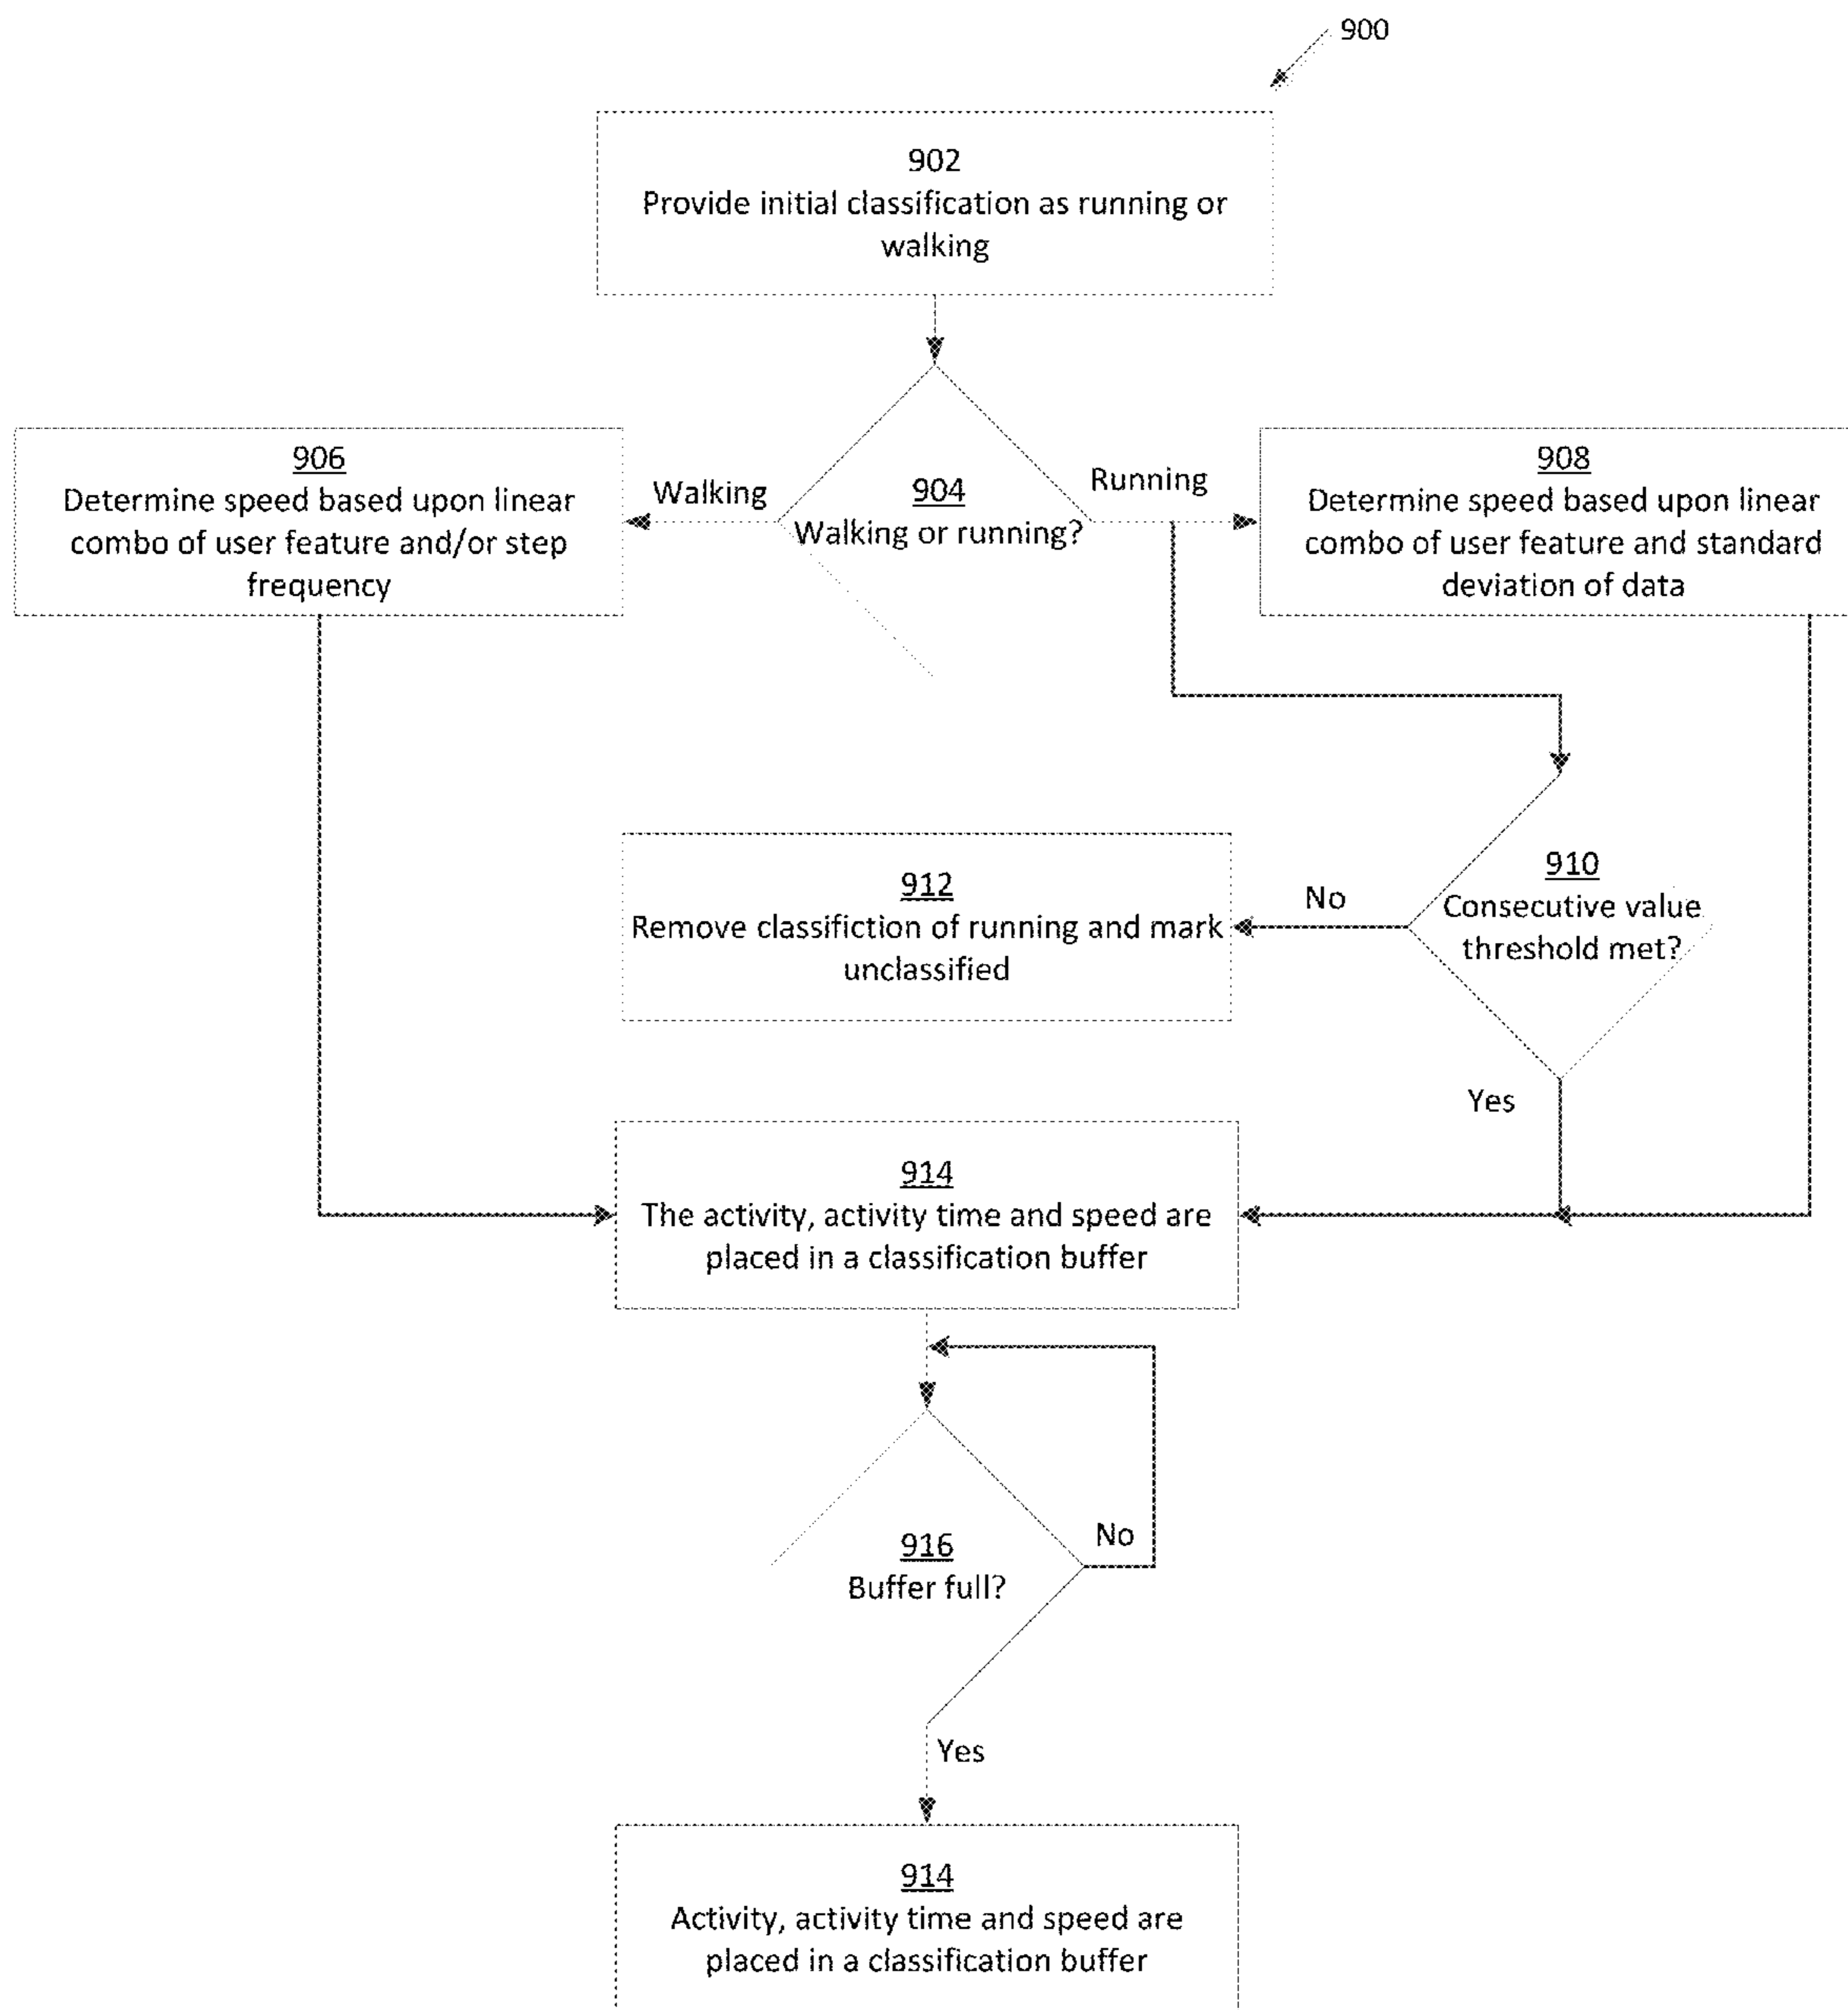 900
902
Provide initial classification as running or
walking
906
Determine speed based upon linear
combo of user feature and/or step
frequency
Walking
904
Walking or running?
Running
908
Determine speed based upon linear
combo of user feature and standard
deviation of data
912
Remove classifiction of running and mark
unclassified
No
910
Consecutive value
threshold met?
Yes
914
The activity, activity time and speed are
placed in a classification buffer
916
Buffer full?
No
Yes
914
Activity, activity time and speed are
placed in a classification buffer